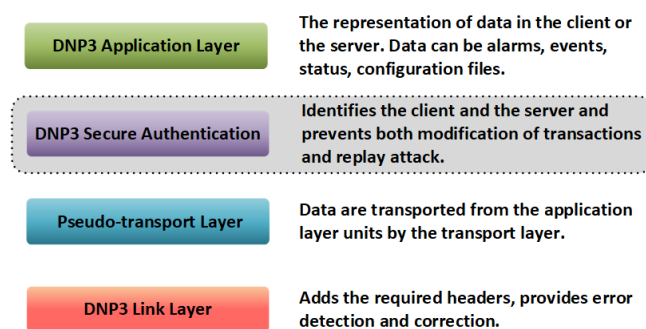 DNP3 Application Layer
The representation of data in the client or
the server. Data can be alarms, events,
status, configuration files.
DNP3 Secure Authentication
Identifies the client and the server and
prevents both modification of transactions
and replay attack.
Pseudo-transport Layer
Data are transported from the application
layer units by the transport layer.
DNP3 Link Layer
Adds the required headers, provides error
detection and correction.